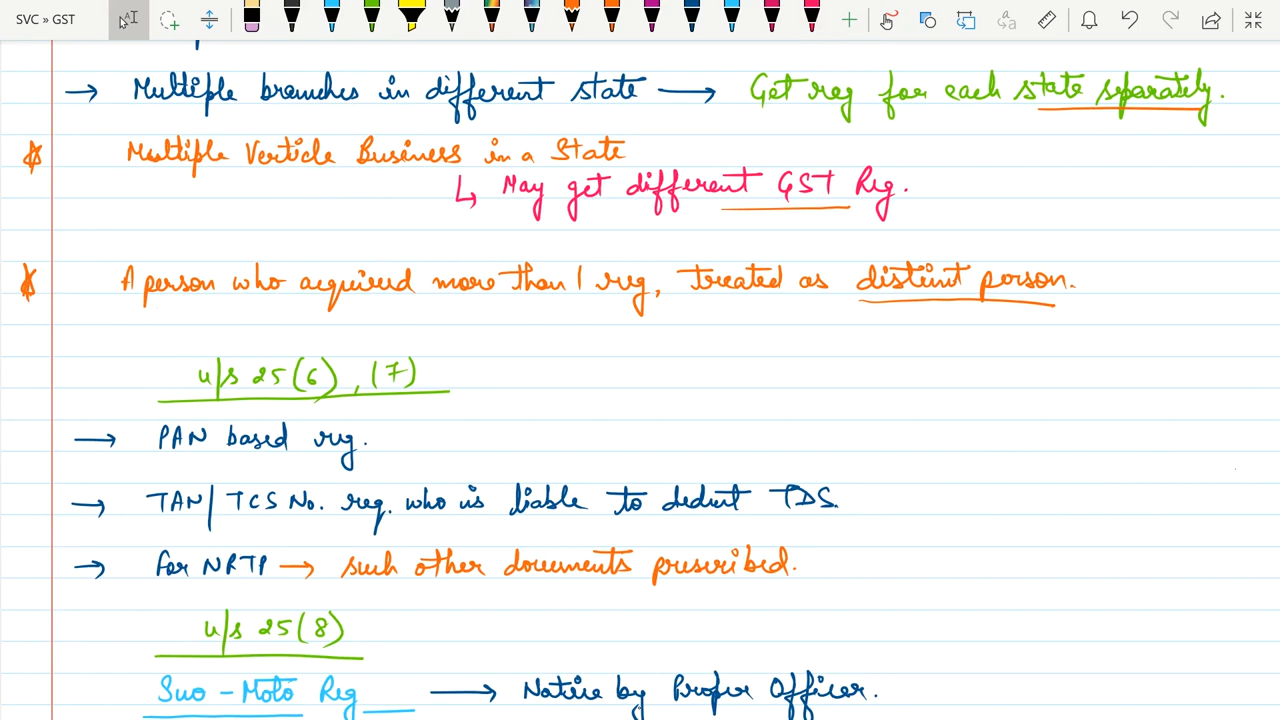 SVC » GST
→ Multiple branches in different state → Get reg for each state separately.
Multiple Verticle Business in a State
↳ May get different GST Reg.
A person who acquired more than 1 reg, treated as distinct person.
u/s 25(6), (7)
→ PAN based reg.
→ TAN/TCS No. reg. who is liable to deduct TDS.
→ For NRTP → such other documents prescribed.
u/s 25(8)
Suo-Moto Reg → Notice by Proper Officer.